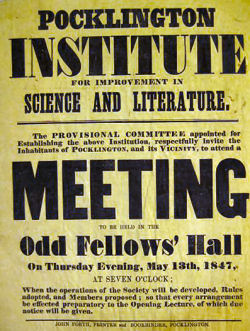 POCKLINGTON
INSTITUTE
FOR IMPROVEMENT IN
SCIENCE AND LITERATURE.
The PROVISIONAL COMMITTEE appointed for
Establishing the above Institution, respectfully invite the
Inhabitants of POCKLINGTON, and its VICINITY, to attend a
MEETING
TO BE HELD IN THE
Odd Fellows' Hall
On Thursday Evening, May 13th, 1847,
AT SEVEN O'CLOCK;
When the operations of the Society will be developed, Rules
adopted, and Members proposed; so that every arrangement
be effected preparatory to the Opening Lecture, of which due
notice will be given.
JOHN FORTH, PRINTER and BOOKBINDER, POCKLINGTON.